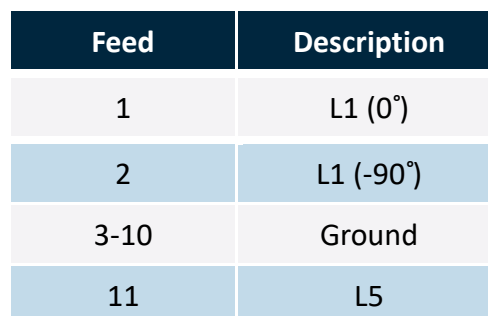 Feed Description
1 L1 (0˚)
2 L1 (-90˚)
3-10 Ground
11 L5